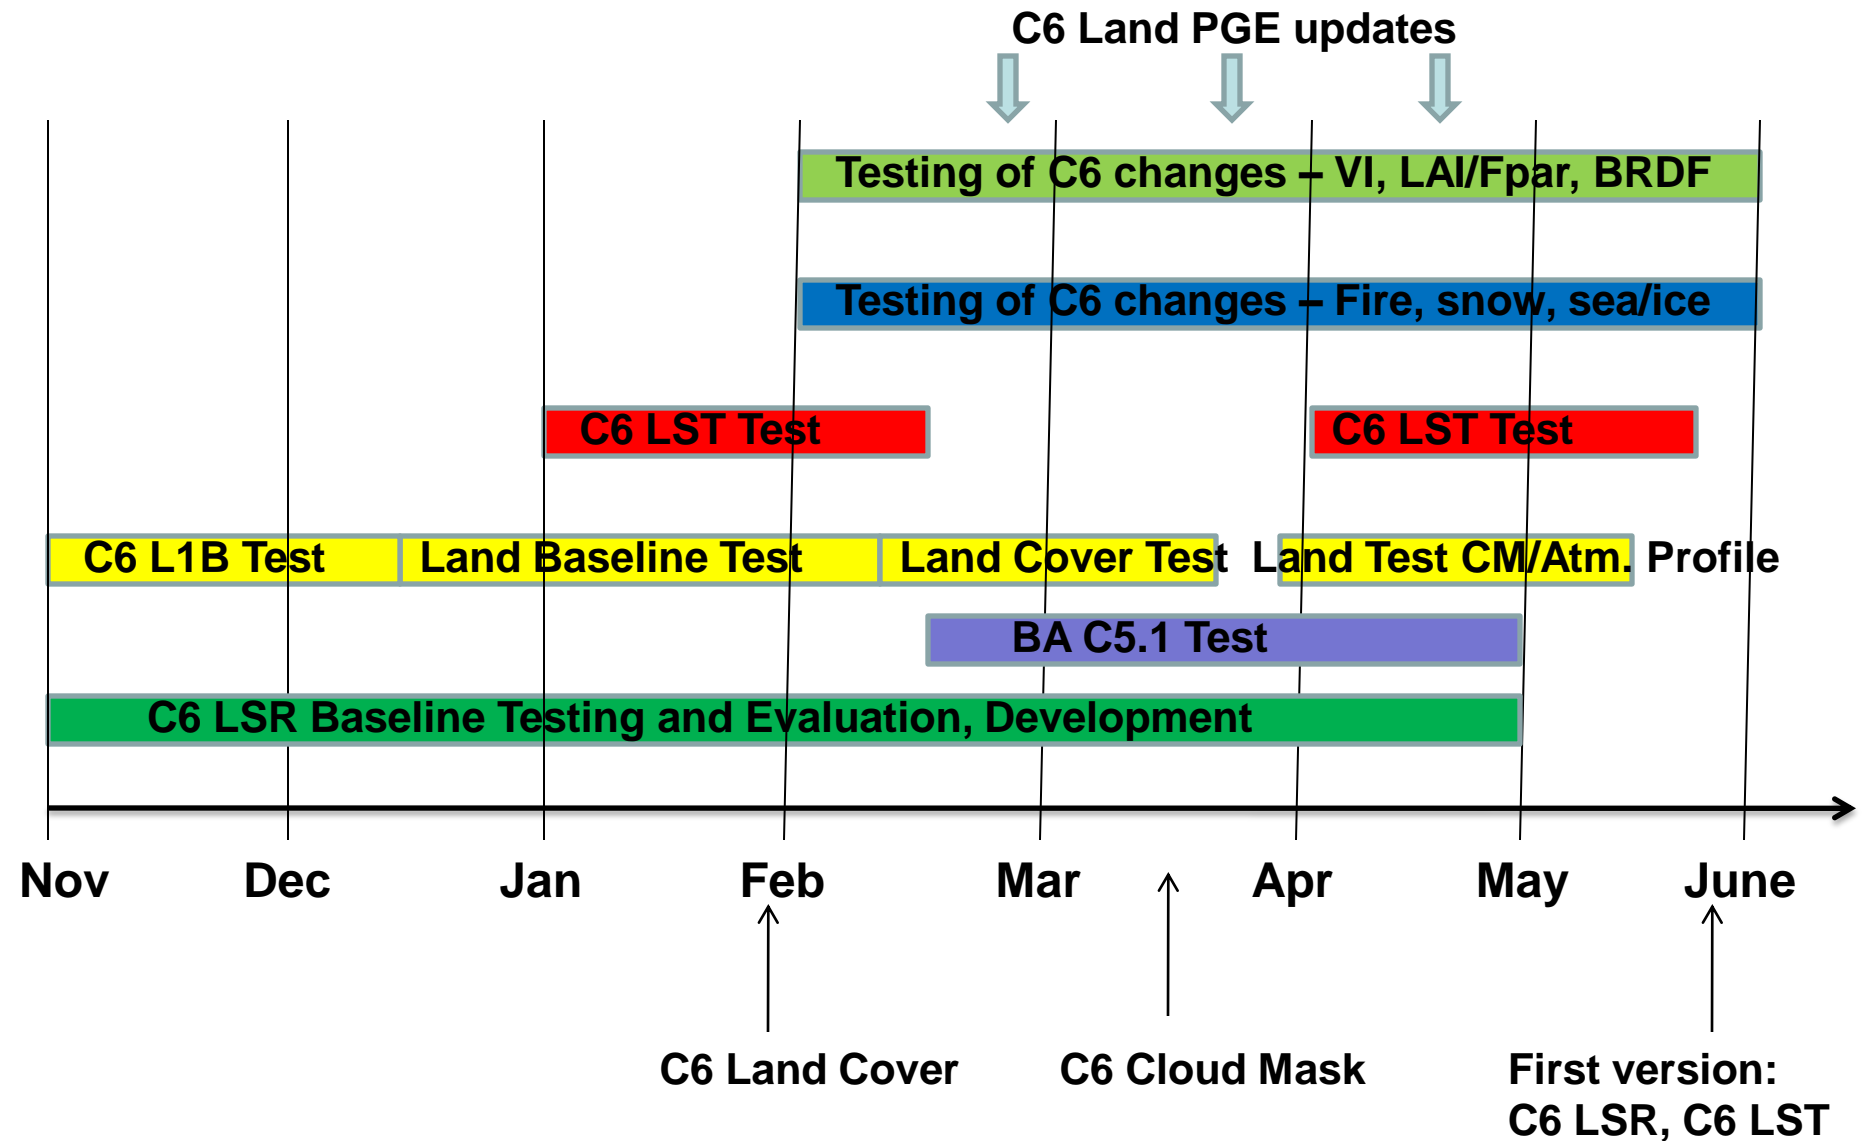 C6 Land PGE updates
Testing of C6 changes – VI, LAI/Fpar, BRDF
Testing of C6 changes – Fire, snow, sea/ice
C6 LST Test
C6 LST Test
C6 L1B Test
Land Baseline Test
Land Cover Test
Land Test CM/Atm. Profile
BA C5.1 Test
C6 LSR Baseline Testing and Evaluation, Development
Nov
Dec
Jan
Feb
Mar
Apr
May
June
C6 Land Cover
C6 Cloud Mask
First version:
C6 LSR, C6 LST